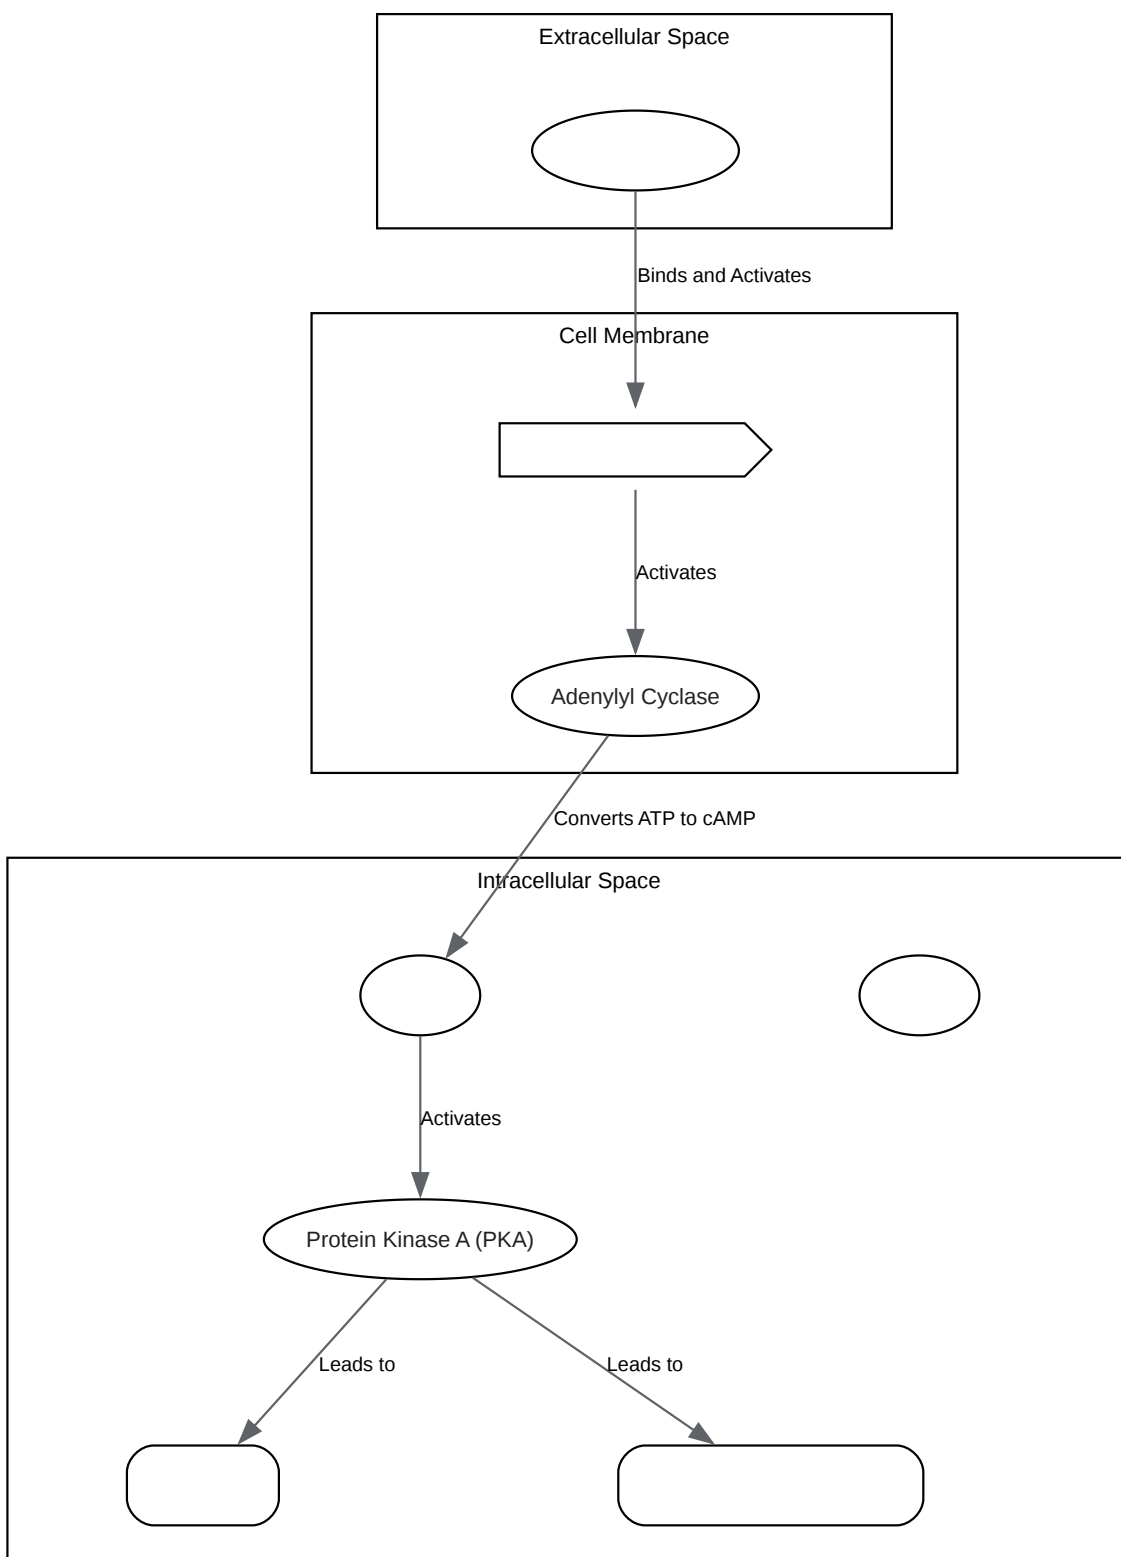 Extracellular Space
Binds and Activates
Cell Membrane
Activates
Adenylyl Cyclase
Converts ATP to cAMP
Intracellular Space
Activates
Protein Kinase A (PKA)
Leads to
Leads to